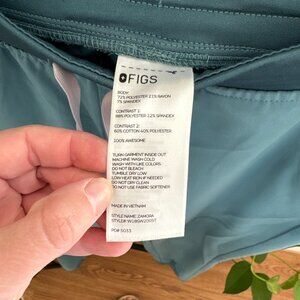 FIGS
BODY:
72% POLYESTER 21% RAYON
7% SPANDEX
CONTRAST 1:
88% POLYESTER 12% SPANDEX
CONTRAST 2:
60% COTTON 40% POLYESTER
100% AWESOME
TURN GARMENT INSIDE OUT
MACHINE WASH COLD
WASH WITH LIKE COLORS
DO NOT BLEACH
TUMBLE DRY LOW
LOW HEAT IRON IF NEEDED
DO NOT DRY CLEAN
DO NOT USE FABRIC SOFTENER
MADE IN VIETNAM
STYLE NAME: ZAMORA
STYLE#
PO# 5033